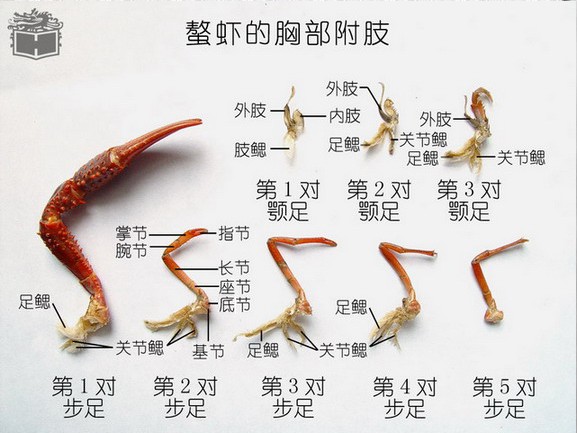 螯虾的胸部附肢
外肢
内肢
肢鳃
外肢
足鳃
关节鳃
外肢
足鳃
关节鳃
第1对
颚足
第2对
颚足
第3对
颚足
掌节
腕节
指节
长节
座节
底节
基节
足鳃
关节鳃
足鳃
关节鳃
足鳃
第1对
步足
第2对
步足
第3对
步足
第4对
步足
第5对
步足